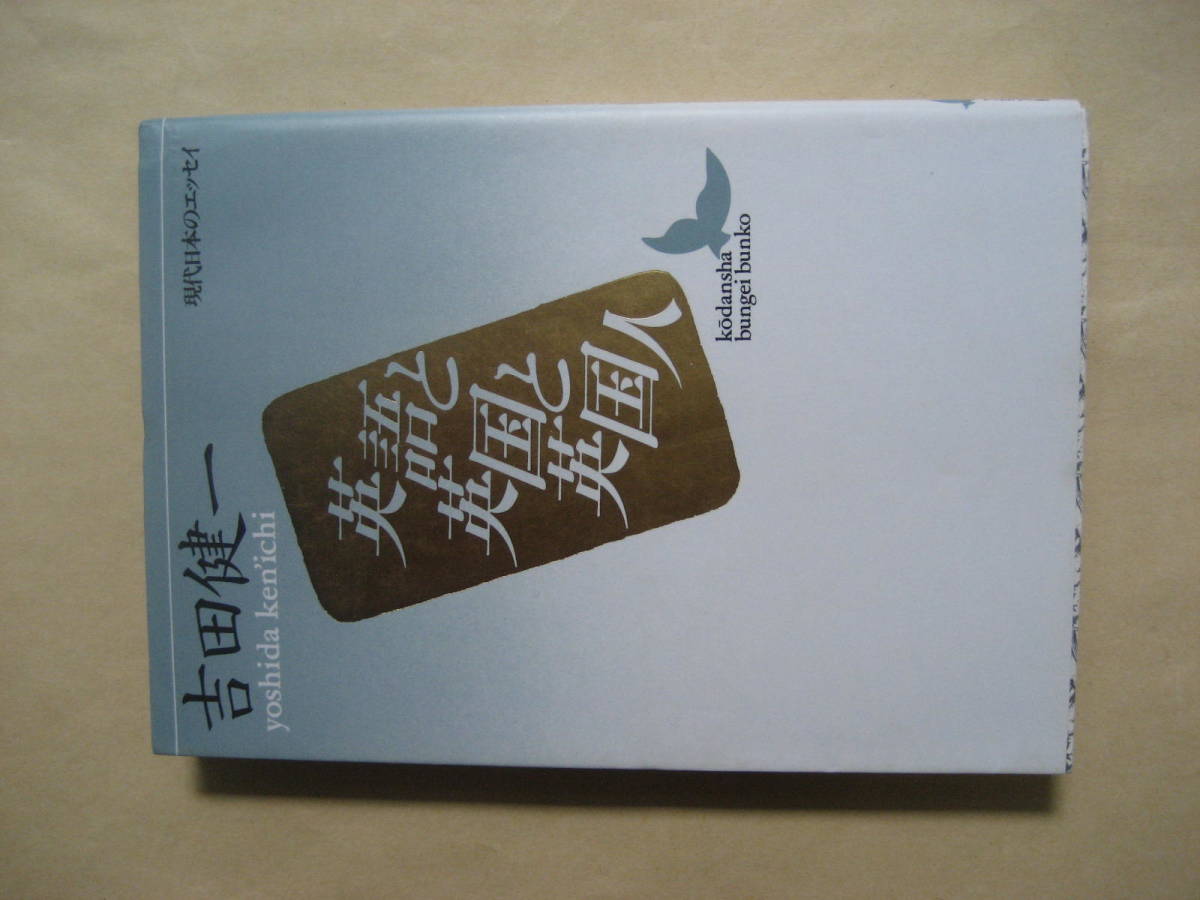 吉田健一
yoshida ken'ichi
現代日本のエッセイ
英語と
英国と
英国人
kōdansha
bungei bunko